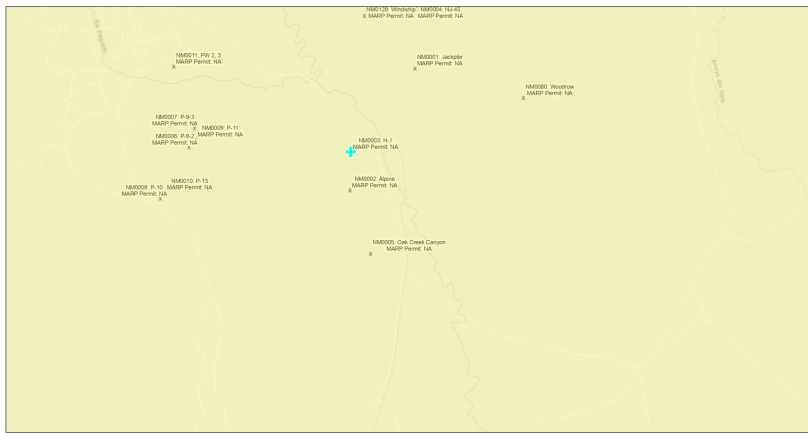 NM0128: Windwhip' NM0004: NJ-45
X MARP Permit: NA MARP Permit: NA
NM0011: PW 2, 3
MARP Permit: NA
X
NM0001: Jackpile
MARP Permit: NA
X
NM0080: Woodrow
MARP Permit: NA
X
NM0007: P-9-3
MARP Permit: NA
X
NM0009: P-11
MARP Permit: NA
NM0006: P-9-2
MARP Permit: NA
X
NM0003: H-1
MARP Permit: NA
NM0010: P-13
MARP Permit: NA
NM0008: P-10
MARP Permit: NA
X
NM0002: Alpine
MARP Permit: NA
X
NM0005: Oak Creek Canyon
MARP Permit: NA
X